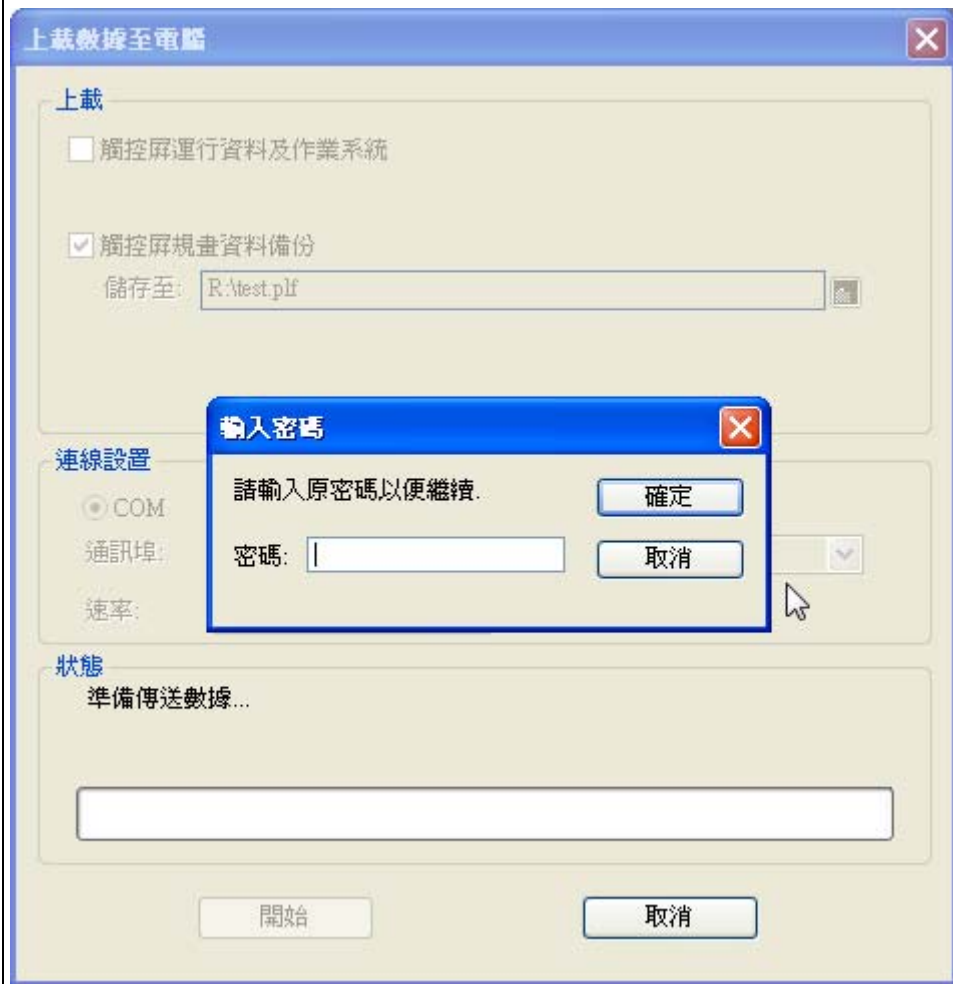 上載數據至電腦
上載
觸控屏運行資料及作業系統
觸控屏規畫資料備份
儲存至: R:\test.plf
輸入密碼
請輸入原密碼以便繼續.
確定
密碼:
取消
連線設置
COM
通訊埠:
速率:
狀態
準備傳送數據...
開始
取消